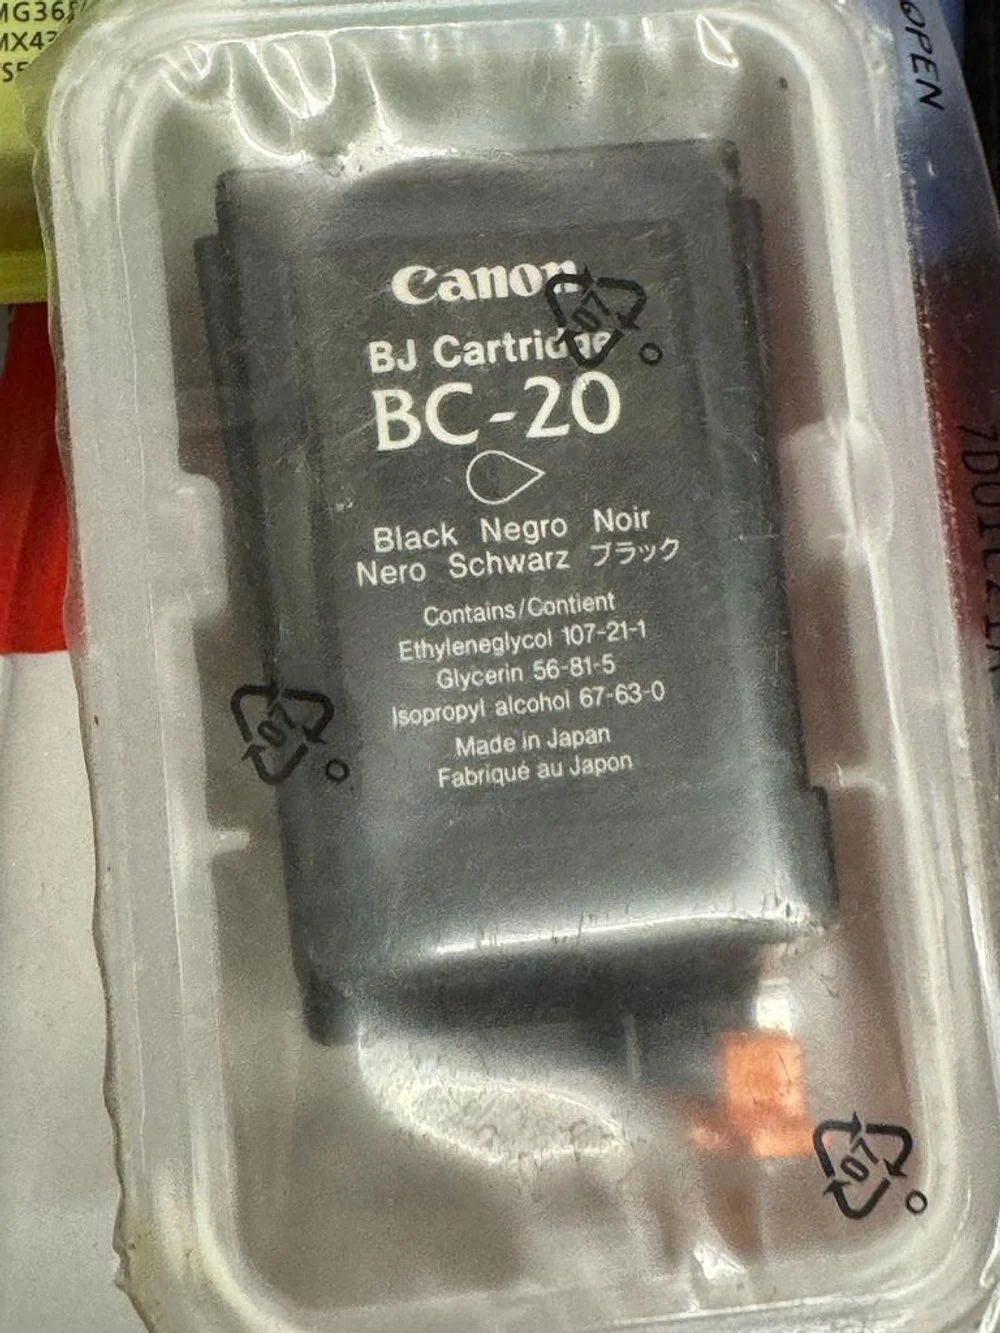 MG36
MX43
OPEN
Canon
BJ Cartridge
BC-20
Black Negro Noir
Nero Schwarz ブラック
Contains/Contient
Ethyleneglycol 107-21-1
Glycerin 56-81-5
Isopropyl alcohol 67-63-0
Made in Japan
Fabriqué au Japon
07
07
07